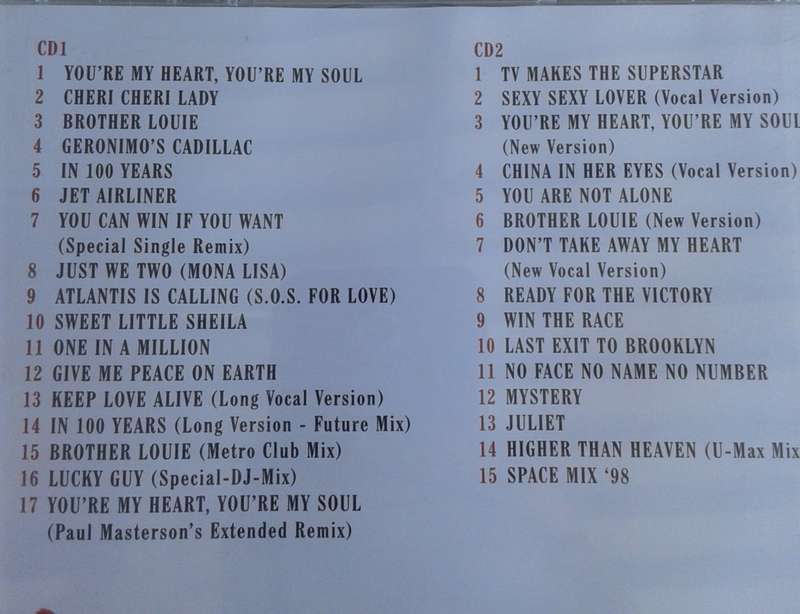 CD1
1 YOU'RE MY HEART, YOU'RE MY SOUL
2 CHERI CHERI LADY
3 BROTHER LOUIE
4 GERONIMO'S CADILLAC
5 IN 100 YEARS
6 JET AIRLINER
7 YOU CAN WIN IF YOU WANT
(Special Single Remix)
8 JUST WE TWO (MONA LISA)
9 ATLANTIS IS CALLING (S.O.S. FOR LOVE)
10 SWEET LITTLE SHEILA
11 ONE IN A MILLION
12 GIVE ME PEACE ON EARTH
13 KEEP LOVE ALIVE (Long Vocal Version)
14 IN 100 YEARS (Long Version - Future Mix)
15 BROTHER LOUIE (Metro Club Mix)
16 LUCKY GUY (Special-DJ-Mix)
17 YOU'RE MY HEART, YOU'RE MY SOUL
(Paul Masterson's Extended Remix)
CD2
1 TV MAKES THE SUPERSTAR
2 SEXY SEXY LOVER (Vocal Version)
3 YOU'RE MY HEART, YOU'RE MY SOUL
(New Version)
4 CHINA IN HER EYES (Vocal Version)
5 YOU ARE NOT ALONE
6 BROTHER LOUIE (New Version)
7 DON'T TAKE AWAY MY HEART
(New Vocal Version)
8 READY FOR THE VICTORY
9 WIN THE RACE
10 LAST EXIT TO BROOKLYN
11 NO FACE NO NAME NO NUMBER
12 MYSTERY
13 JULIET
14 HIGHER THAN HEAVEN (U-Max Mix
15 SPACE MIX '98